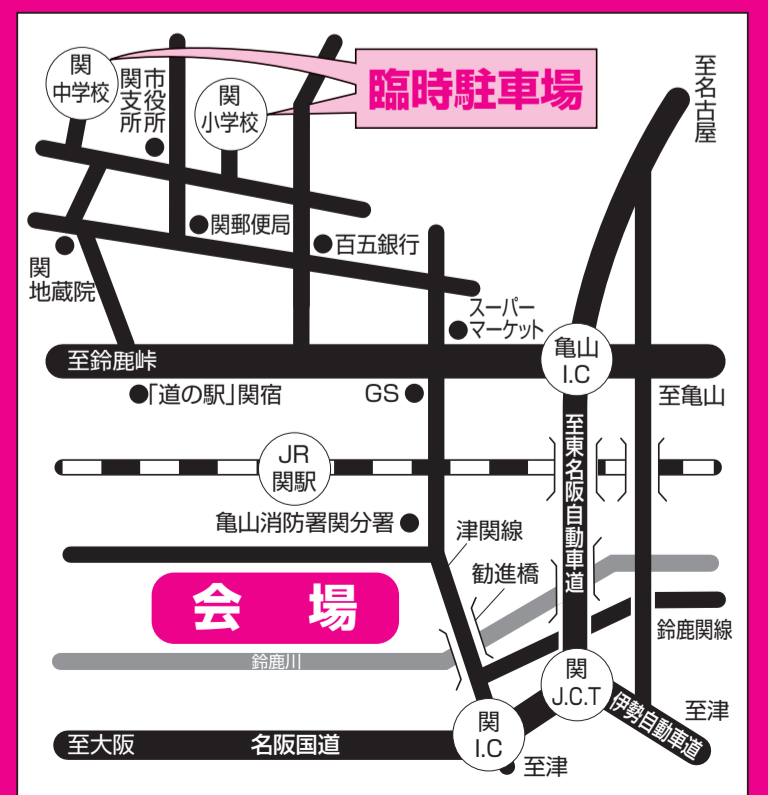 関
中学校
市役所
関支所
関
小学校
臨時駐車場
至名古屋
関郵便局
百五銀行
関
地蔵院
スーパー
マーケット
至鈴鹿峠
亀山
I.C
「道の駅」関宿
GS
至亀山
至東名阪自動車道
JR
関駅
亀山消防署関分署
津関線
勧進橋
会　場
鈴鹿関線
鈴鹿川
関
J.C.T
伊勢自動車道
至津
関
I.C
至大阪
名阪国道
至津